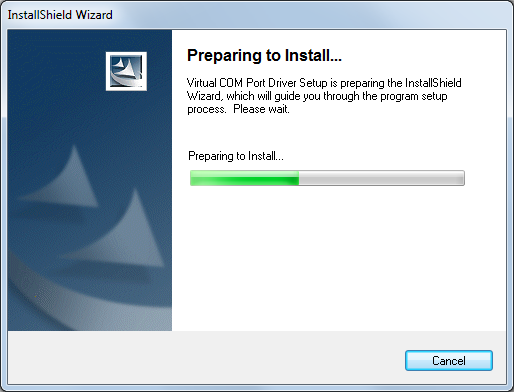 InstallShield Wizard
Preparing to Install...
Virtual COM Port Driver Setup is preparing the InstallShield
Wizard, which will guide you through the program setup
process.  Please wait.
Preparing to Install...
Cancel